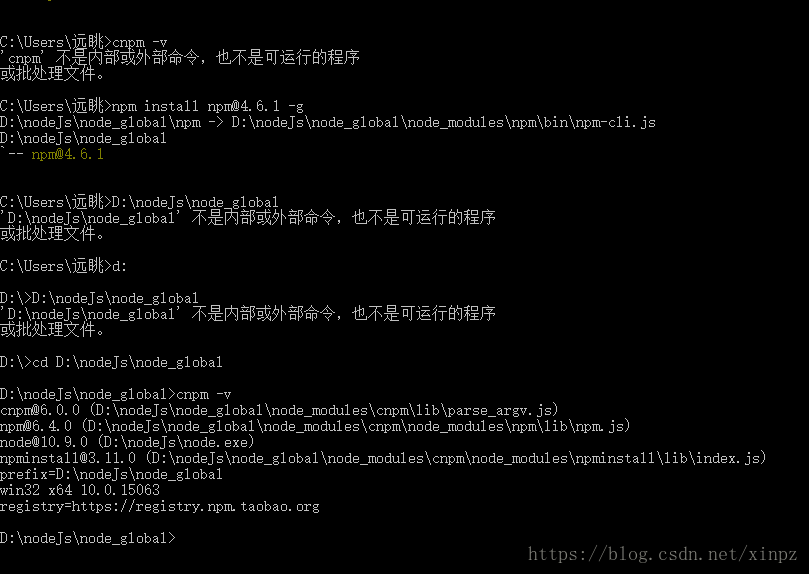 C:\Users\远眺>cnpm -v
'cnpm' 不是内部或外部命令，也不是可运行的程序
或批处理文件。
C:\Users\远眺>npm install npm@4.6.1 -g
D:\nodeJs\node_global\npm -> D:\nodeJs\node_global\node_modules\npm\bin\npm-cli.js
D:\nodeJs\node_global
`-- npm@4.6.1
C:\Users\远眺>D:\nodeJs\node_global
'D:\nodeJs\node_global' 不是内部或外部命令，也不是可运行的程序
或批处理文件。
C:\Users\远眺>d:
D:\>D:\nodeJs\node_global
'D:\nodeJs\node_global' 不是内部或外部命令，也不是可运行的程序
或批处理文件。
D:\>cd D:\nodeJs\node_global
D:\nodeJs\node_global>cnpm -v
cnpm@6.0.0 (D:\nodeJs\node_global\node_modules\cnpm\lib\parse_argv.js)
npm@6.4.0 (D:\nodeJs\node_global\node_modules\cnpm\node_modules\npm\lib\npm.js)
node@10.9.0 (D:\nodeJs\node.exe)
npminstall@3.11.0 (D:\nodeJs\node_global\node_modules\cnpm\node_modules\npminstall\lib\index.js)
prefix=D:\nodeJs\node_global
win32 x64 10.0.15063
registry=https://registry.npm.taobao.org
D:\nodeJs\node_global>
https://blog.csdn.net/xinpz